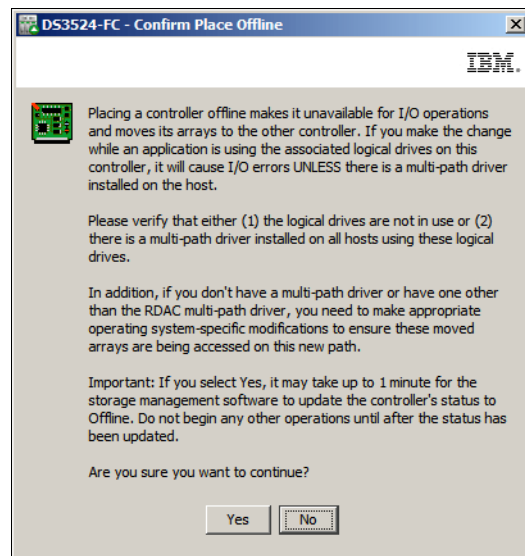 DS3524-FC - Confirm Place Offline
IBM.
Placing a controller offline makes it unavailable for I/O operations
and moves its arrays to the other controller. If you make the change
while an application is using the associated logical drives on this
controller, it will cause I/O errors UNLESS there is a multi-path driver
installed on the host.
Please verify that either (1) the logical drives are not in use or (2)
there is a multi-path driver installed on all hosts using these logical
drives.
In addition, if you don't have a multi-path driver or have one other
than the RDAC multi-path driver, you need to make appropriate
operating system-specific modifications to ensure these moved
arrays are being accessed on this new path.
Important: If you select Yes, it may take up to 1 minute for the
storage management software to update the controller's status to
Offline. Do not begin any other operations until after the status has
been updated.
Are you sure you want to continue?
Yes No